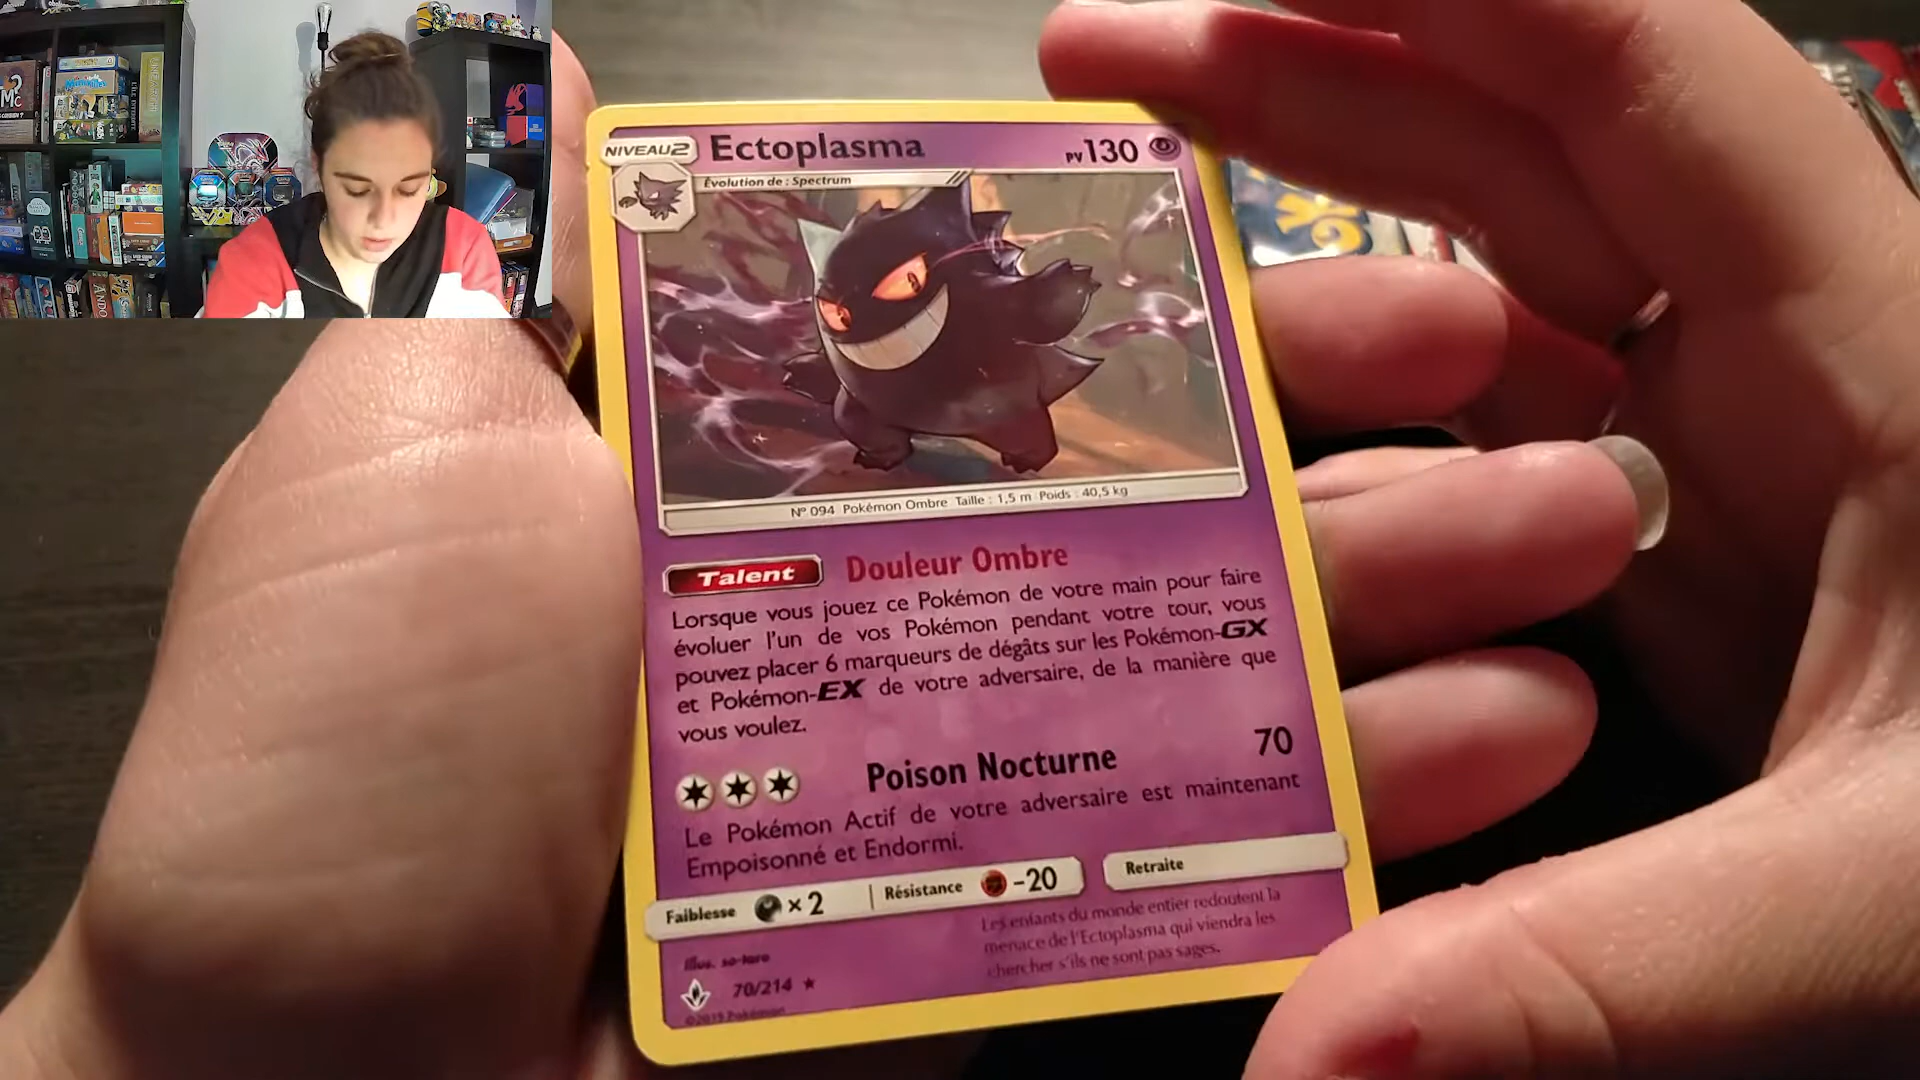 NIVEAU2 Ectoplasma PV130
Évolution de : Spectrum
N° 094 Pokémon Ombre Taille : 1,5 m Poids : 40,5 kg
Talent Douleur Ombre
Lorsque vous jouez ce Pokémon de votre main pour faire
évoluer l'un de vos Pokémon pendant votre tour, vous
pouvez placer 6 marqueurs de dégâts sur les Pokémon-GX
et Pokémon-EX de votre adversaire, de la manière que
vous voulez.
Poison Nocturne 70
Le Pokémon Actif de votre adversaire est maintenant
Empoisonné et Endormi.
Faiblesse ×2 Résistance -20 Retraite
Les enfants du monde entier redoutent la
menace de l'Ectoplasma qui viendra les
chercher s'ils ne sont pas sages.
Illus. so-taro
70/214
©2019 Pokémon